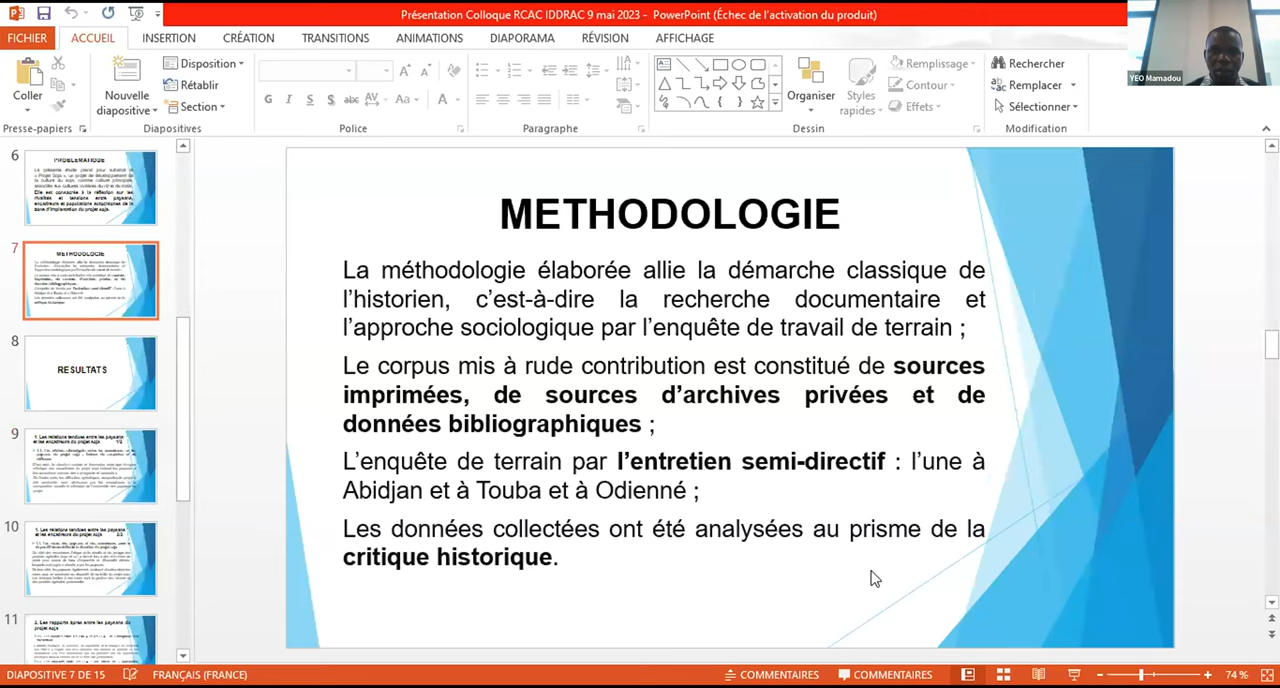 Présentation Colloque RCAC IDDRAC 9 mai 2023 - PowerPoint (Échec de l'activation du produit)
FICHIER ACCUEIL INSERTION CRÉATION TRANSITIONS ANIMATIONS DIAPORAMA RÉVISION AFFICHAGE
YEO Mamadou
Coller
Presse-papiers
Nouvelle
diapositive
Disposition
Rétablir
Section
Diapositives
G I S S abc AV Aa A
Police
Paragraphe
Organiser
Styles
rapides
Remplissage
Contour
Effets
Dessin
Rechercher
Remplacer
Sélectionner
Modification
6
PROBLEMATIQUE
7
METHODOLOGIE
8
RESULTATS
9
10
11
METHODOLOGIE
La méthodologie élaborée allie la démarche classique de
l'historien, c'est-à-dire la recherche documentaire et
l'approche sociologique par l'enquête de travail de terrain ;
Le corpus mis à rude contribution est constitué de sources
imprimées, de sources d'archives privées et de
données bibliographiques ;
L'enquête de terrain par l'entretien semi-directif : l'une à
Abidjan et à Touba et à Odienné ;
Les données collectées ont été analysées au prisme de la
critique historique.
DIAPOSITIVE 7 DE 15 FRANÇAIS (FRANCE) COMMENTAIRES COMMENTAIRES 74 %